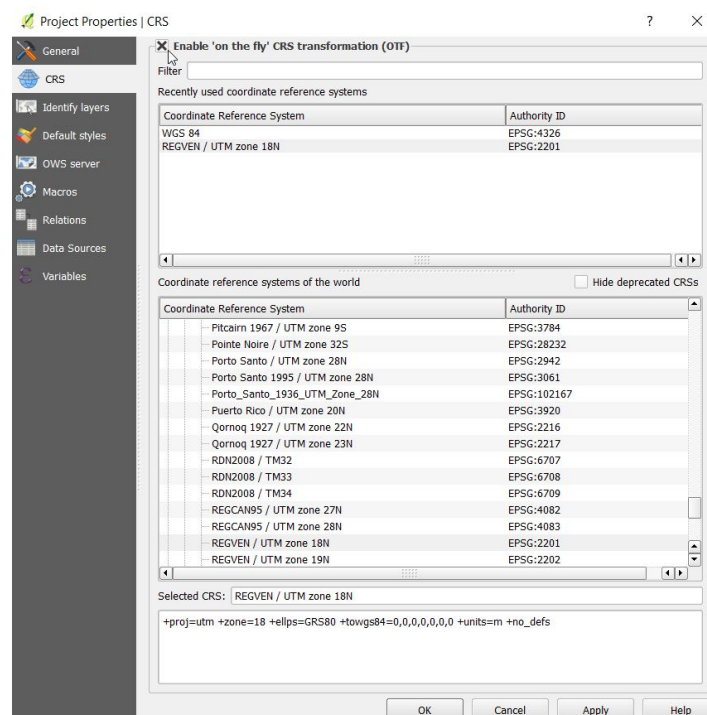 Project Properties | CRS
? ×
General
CRS
Identify layers
Default styles
OWS server
Macros
Relations
Data Sources
Variables
Enable 'on the fly' CRS transformation (OTF)
Filter
Recently used coordinate reference systems
Coordinate Reference System Authority ID
WGS 84 EPSG:4326
REGVEN / UTM zone 18N EPSG:2201
Coordinate reference systems of the world Hide deprecated CRSs
Coordinate Reference System Authority ID
Pitcairn 1967 / UTM zone 9S EPSG:3784
Pointe Noire / UTM zone 32S EPSG:28232
Porto Santo / UTM zone 28N EPSG:2942
Porto Santo 1995 / UTM zone 28N EPSG:3061
Porto_Santo_1936_UTM_Zone_28N EPSG:102167
Puerto Rico / UTM zone 20N EPSG:3920
Qornoq 1927 / UTM zone 22N EPSG:2216
Qornoq 1927 / UTM zone 23N EPSG:2217
RDN2008 / TM32 EPSG:6707
RDN2008 / TM33 EPSG:6708
RDN2008 / TM34 EPSG:6709
REGCAN95 / UTM zone 27N EPSG:4082
REGCAN95 / UTM zone 28N EPSG:4083
REGVEN / UTM zone 18N EPSG:2201
REGVEN / UTM zone 19N EPSG:2202
Selected CRS: REGVEN / UTM zone 18N
+proj=utm +zone=18 +ellps=GRS80 +towgs84=0,0,0,0,0,0,0 +units=m +no_defs
OK Cancel Apply Help